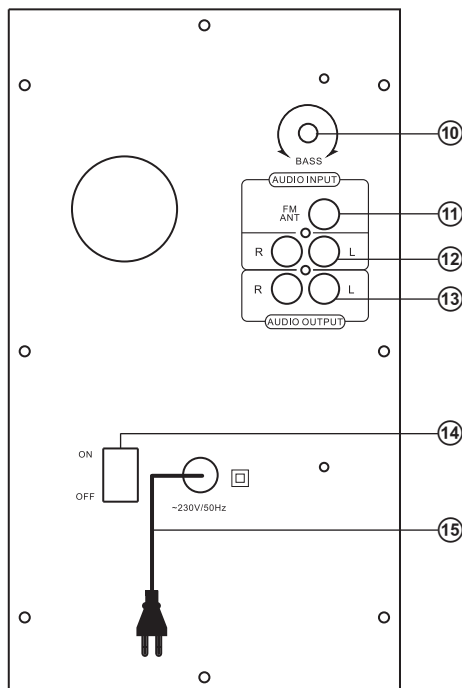 10
BASS
AUDIO INPUT
FM
ANT
11
R
L
12
R
L
13
AUDIO OUTPUT
14
ON
OFF
~230V/50Hz
15